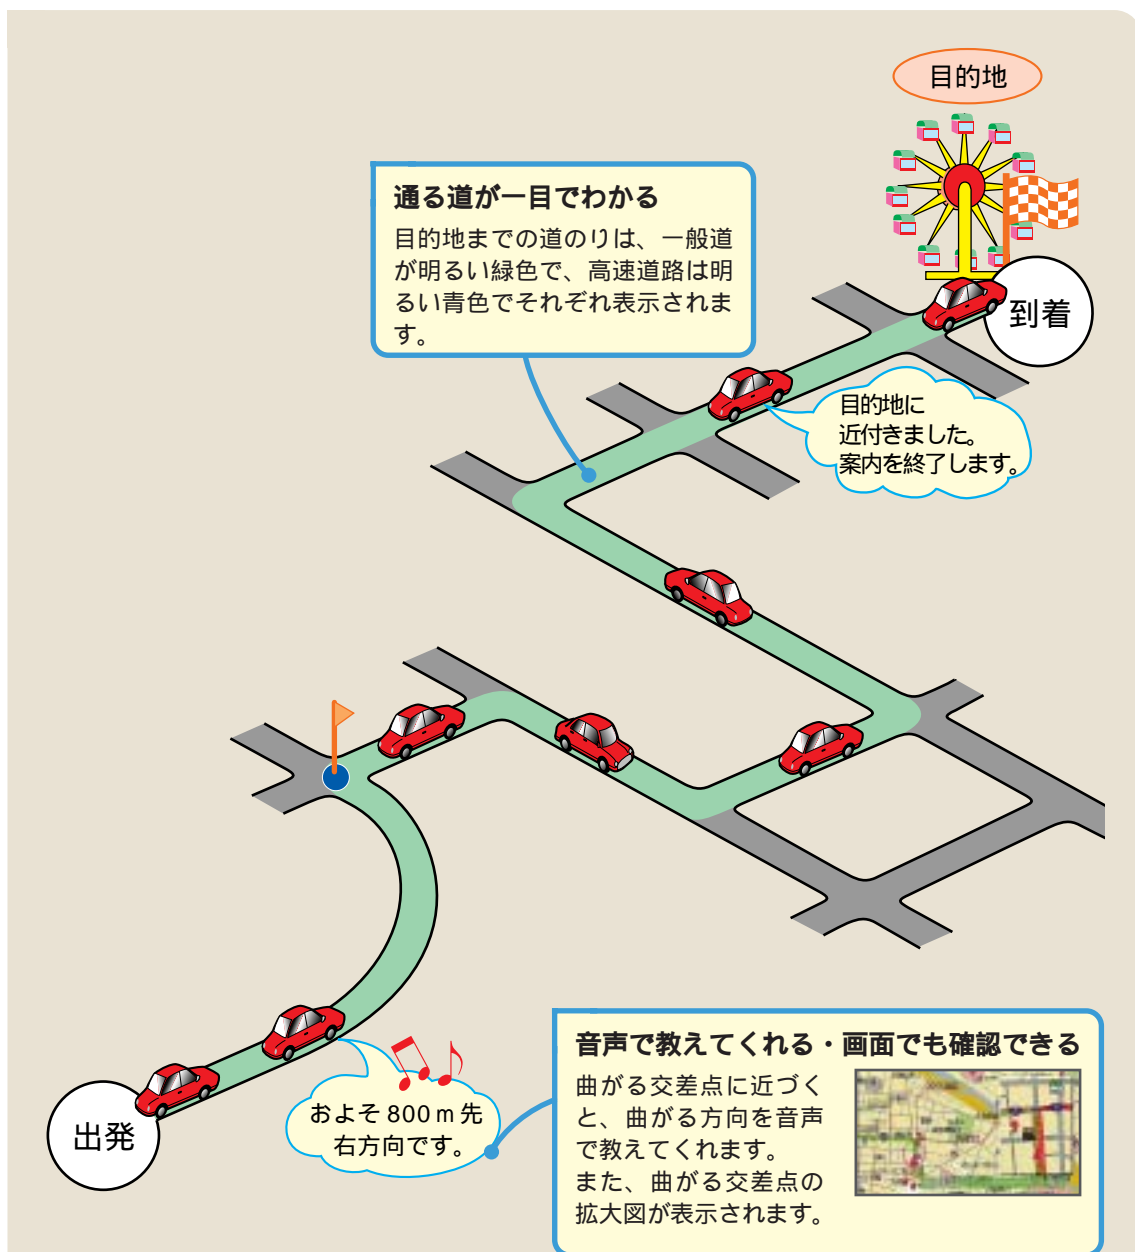 目的地
通る道が一目でわかる
目的地までの道のりは、一般道
が明るい緑色で、高速道路は明
るい青色でそれぞれ表示されま
す。
到着
目的地に
近付きました。
案内を終了します。
出発
およそ800m先
右方向です。
音声で教えてくれる・画面でも確認できる
曲がる交差点に近づく
と、曲がる方向を音声
で教えてくれます。
また、曲がる交差点の
拡大図が表示されます。